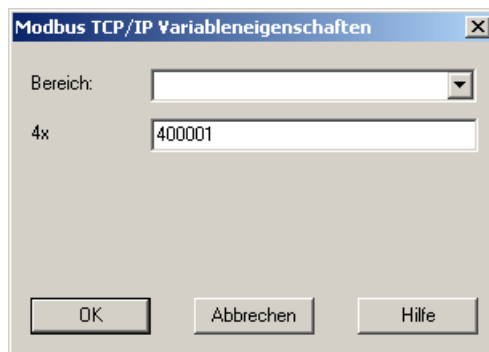 Modbus TCP/IP Variableneigenschaften
Bereich:
4x 400001
OK Abbrechen Hilfe